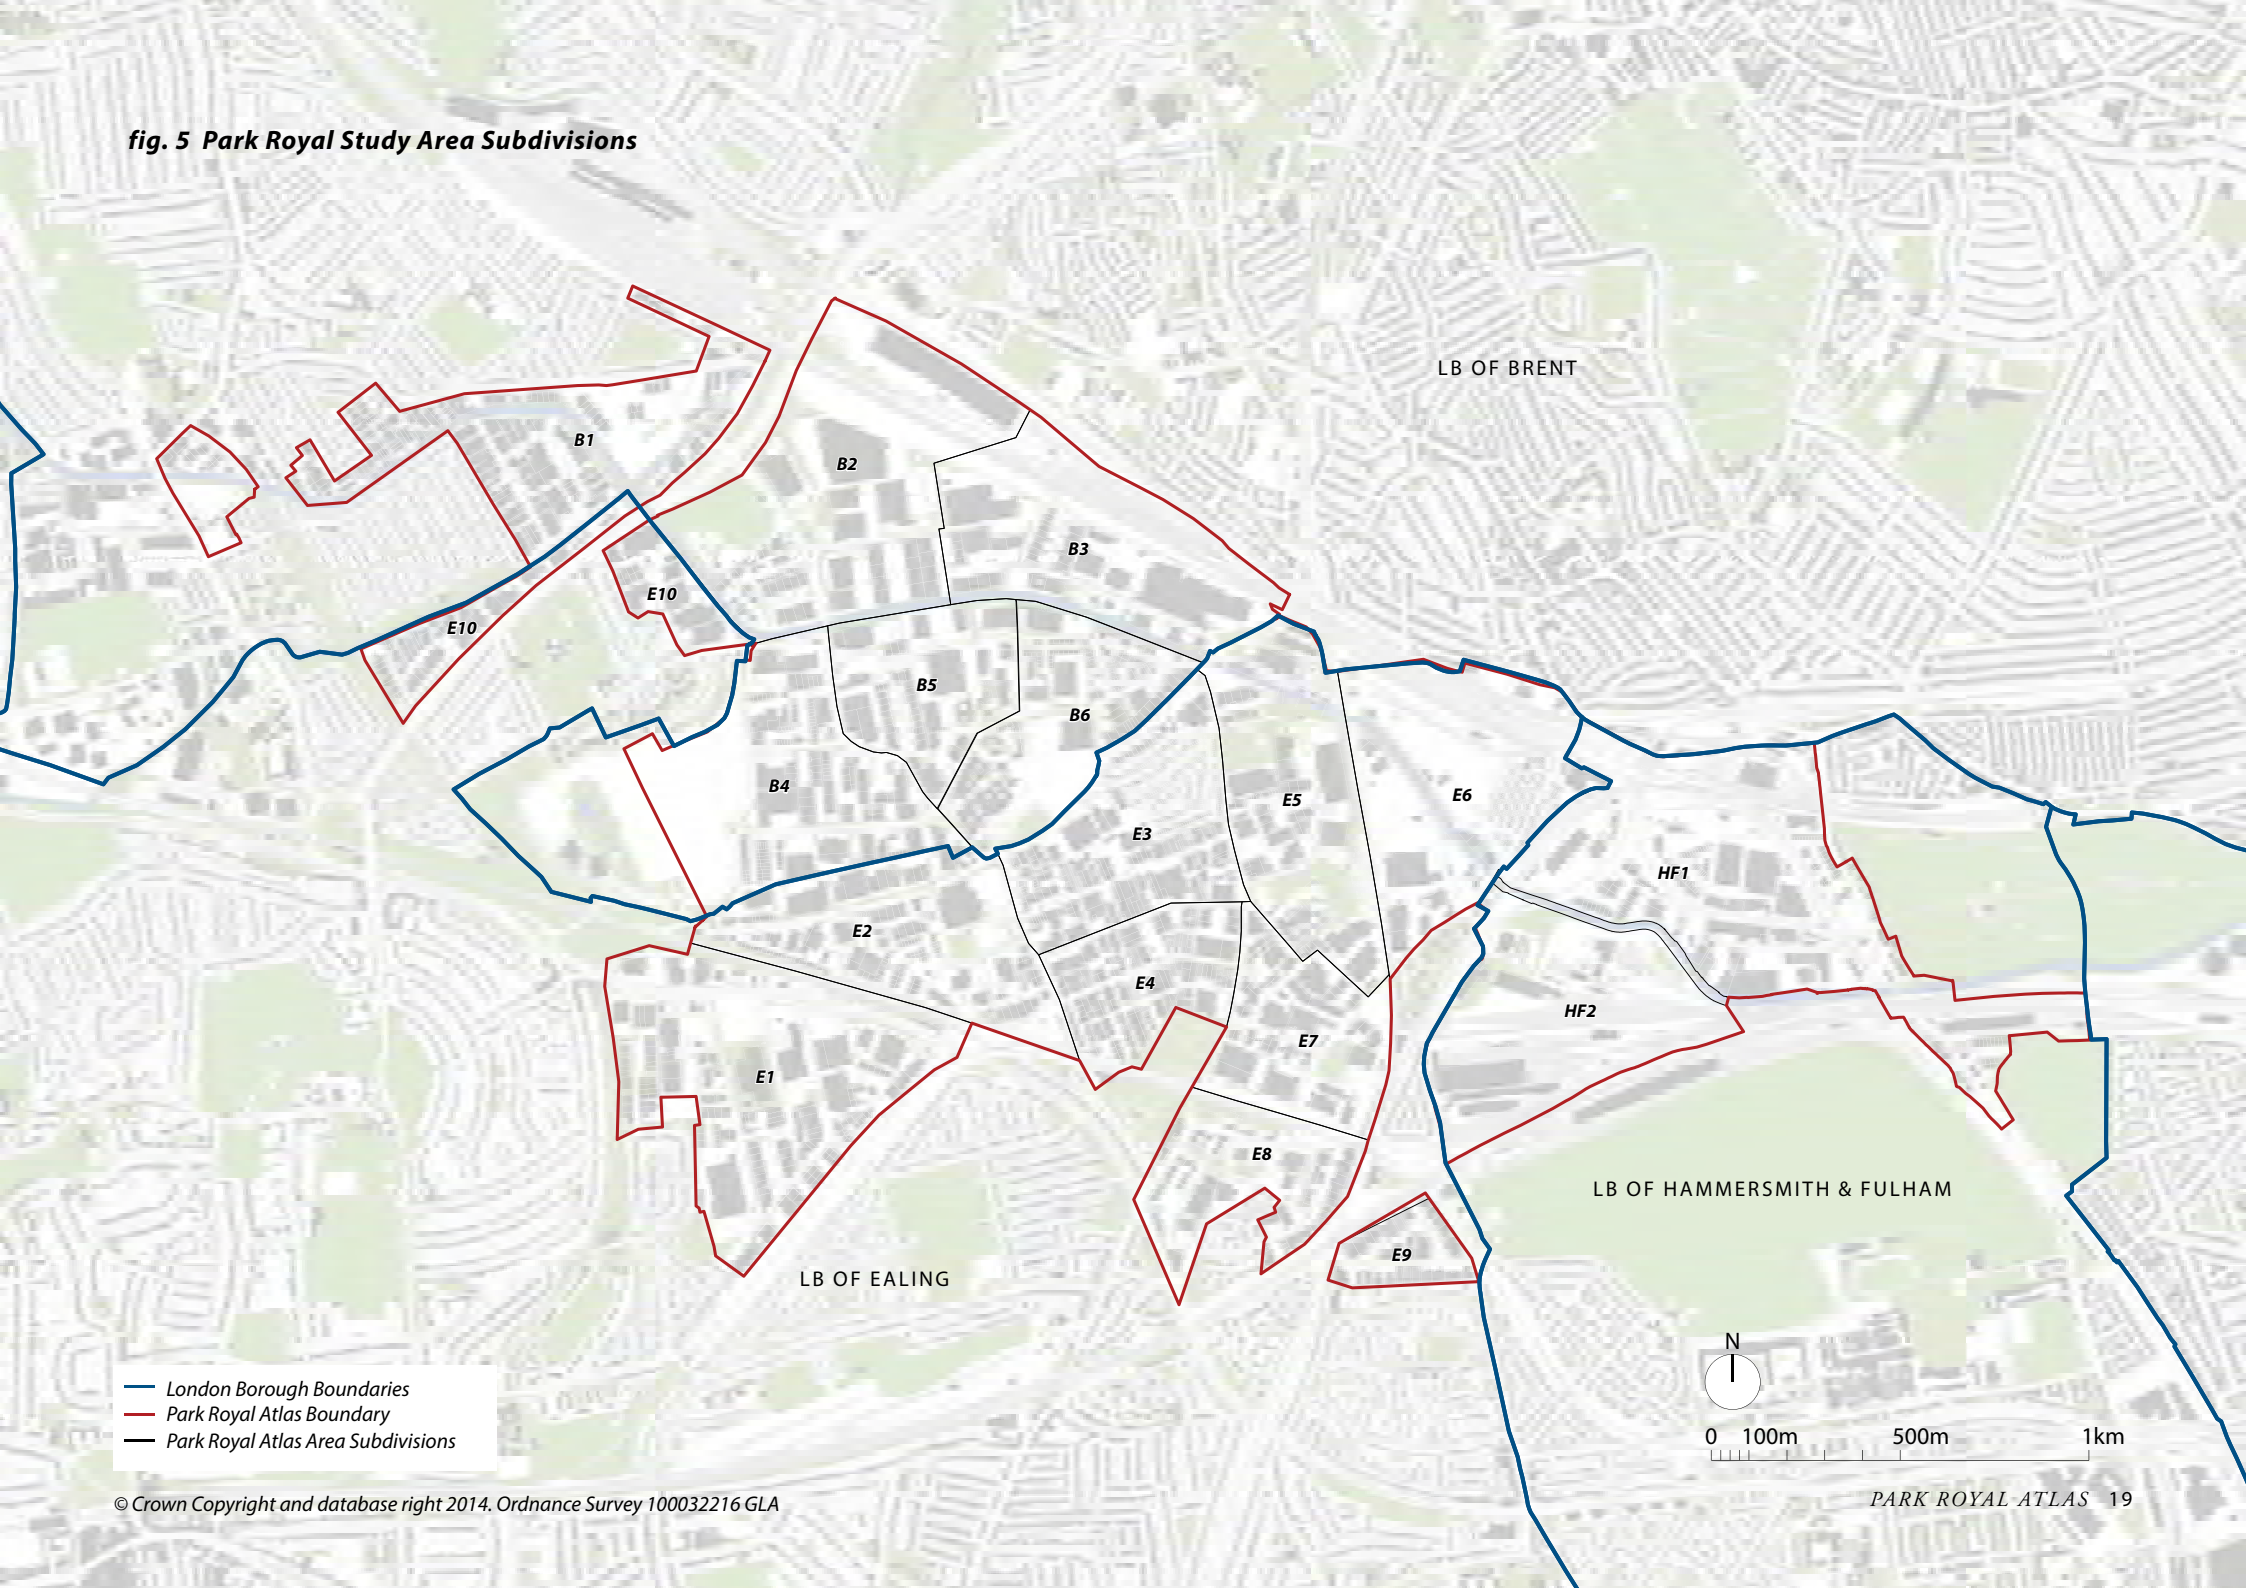 fig. 5 Park Royal Study Area Subdivisions
LB OF BRENT
B1
B2
B3
E10
E10
B5
B6
B4
E3
E5
E6
HF1
E2
E4
E7
HF2
E1
E8
E9
LB OF HAMMERSMITH & FULHAM
LB OF EALING
London Borough Boundaries
Park Royal Atlas Boundary
Park Royal Atlas Area Subdivisions
N
0 100m 500m 1km
© Crown Copyright and database right 2014. Ordnance Survey 100032216 GLA
PARK ROYAL ATLAS 19